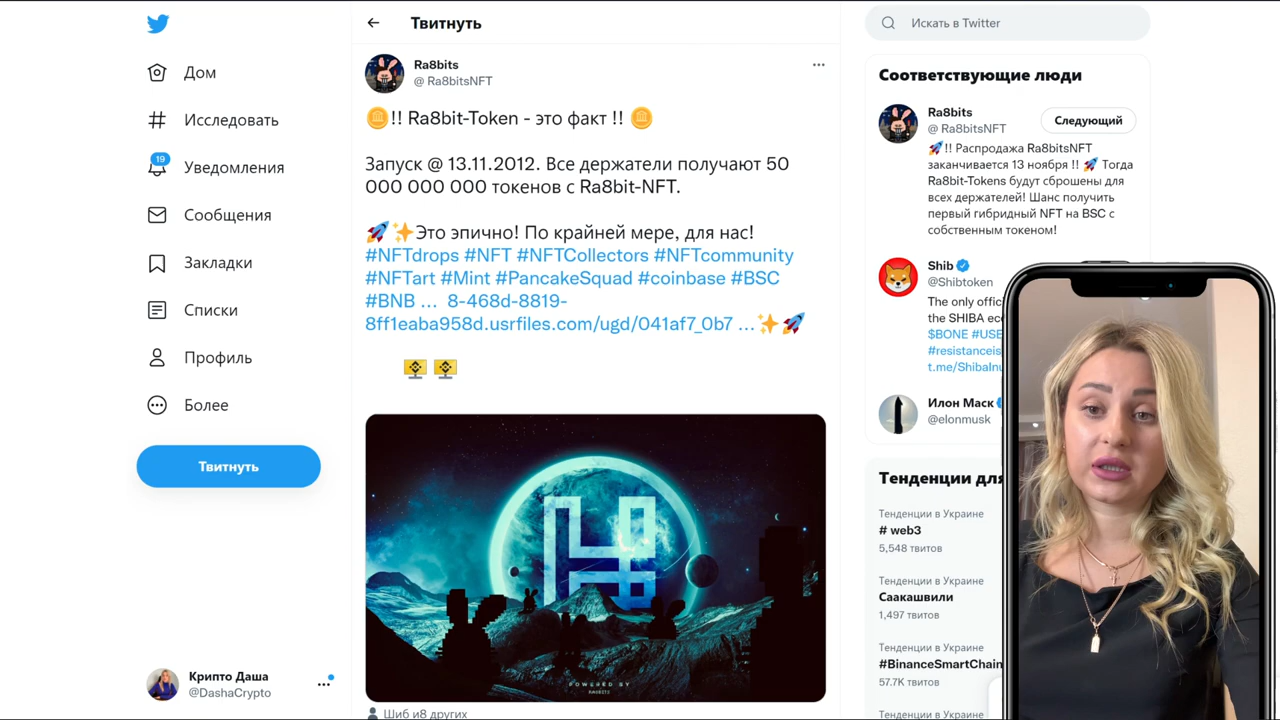 Дом
Исследовать
19
Уведомления
Сообщения
Закладки
Списки
Профиль
Более
Твитнуть
Крипто Даша
@DashaCrypto
Твитнуть
Ra8bits
@ Ra8bitsNFT
!! Ra8bit-Token - это факт !!
Запуск @ 13.11.2012. Все держатели получают 50
000 000 000 токенов с Ra8bit-NFT.
Это эпично! По крайней мере, для нас!
#NFTdrops #NFT #NFTCollectors #NFTcommunity
#NFTart #Mint #PancakeSquad #coinbase #BSC
#BNB … 8-468d-8819-
8ff1eaba958d.usrfiles.com/ugd/041af7_0b7 …
POWERED BY
RA8BITS
Шиб и8 других
Искать в Twitter
Соответствующие люди
Ra8bits
@ Ra8bitsNFT
Следующий
!! Распродажа Ra8bitsNFT
заканчивается 13 ноября !! 🚀 Тогда
Ra8bit-Tokens будут сброшены для
всех держателей! Шанс получить
первый гибридный NFT на BSC с
собственным токеном!
Shib
@Shibtoken
The only offic
the SHIBA ec
$BONE #USE
#resistanceis
t.me/ShibaInu
Илон Маск
@elonmusk
Тенденции для
Тенденции в Украине
# web3
5,548 твитов
Тенденции в Украине
Саакашвили
1,497 твитов
Тенденции в Украине
#BinanceSmartChain
57.7K твитов
Тенденции в Украине